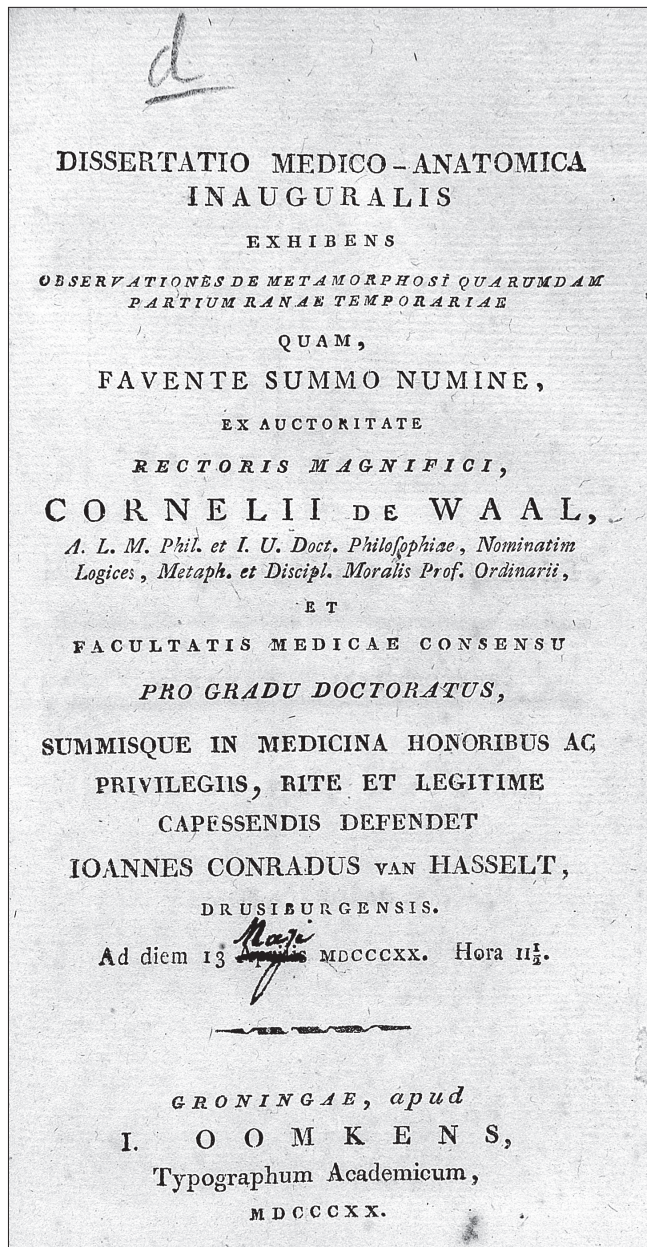 d
DISSERTATIO MEDICO-ANATOMICA
INAUGURALIS
EXHIBENS
OBSERVATIONES DE METAMORPHOSI QUARUMDAM
PARTIUM RANAE TEMPORARIAE
QUAM,
FAVENTE SUMMO NUMINE,
EX AUCTORITATE
RECTORIS MAGNIFICI,
CORNELII DE WAAL,
A. L. M. Phil. et I. U. Doct. Philoſophiae, Nominatim
Logices, Metaph. et Discipl. Moralis Prof. Ordinarii,
ET
FACULTATIS MEDICAE CONSENSU
PRO GRADU DOCTORATUS,
SUMMISQUE IN MEDICINA HONORIBUS AC
PRIVILEGIIS, RITE ET LEGITIME
CAPESSENDIS DEFENDET
IOANNES CONRADUS VAN HASSELT,
DRUSIBURGENSIS.
Maji
Ad diem 13 MDCCCXX. Hora 11½.
GRONINGAE, apud
I. OOMKENS,
Typographum Academicum,
MDCCCXX.